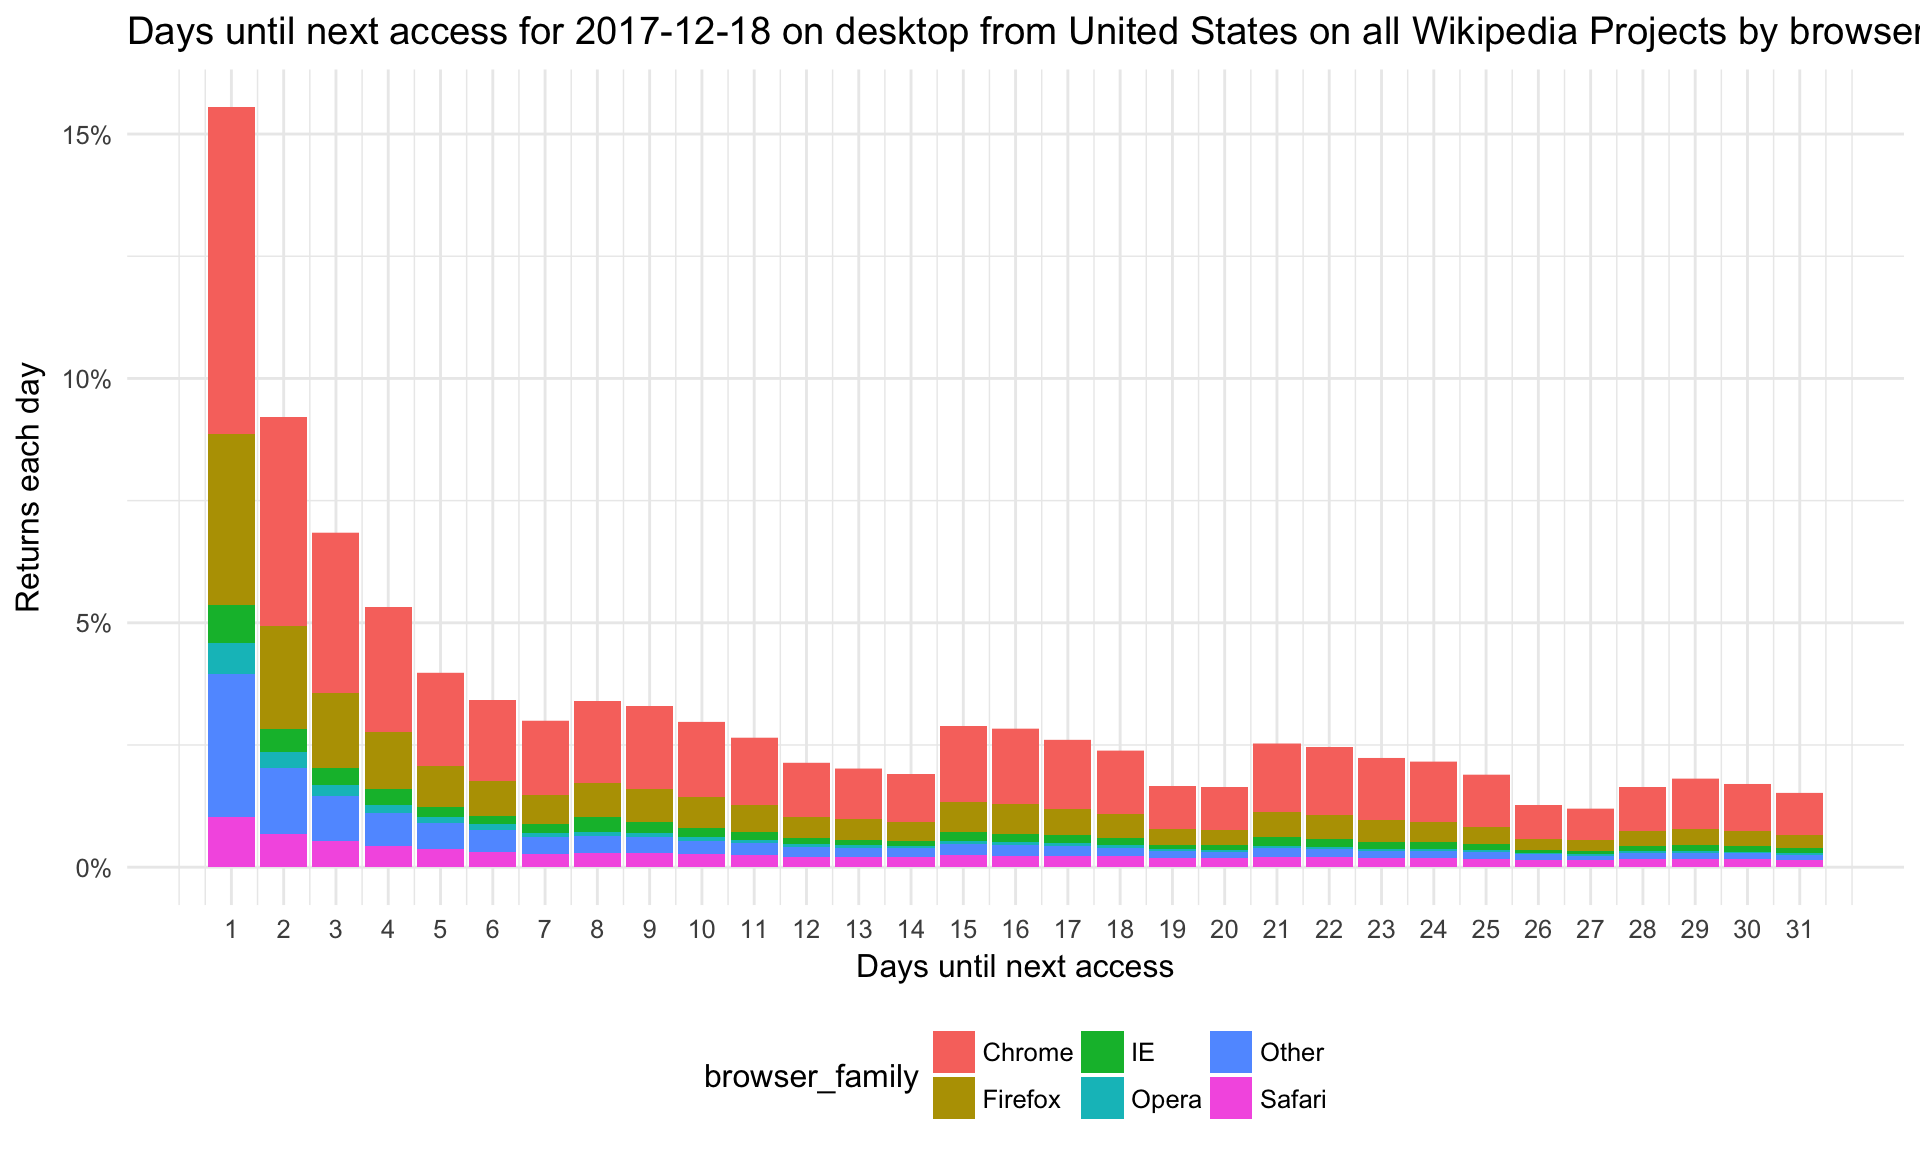 Days until next access for 2017-12-18 on desktop from United States on all Wikipedia Projects by browser
Returns each day
15%
10%
5%
0%
1 2 3 4 5 6 7 8 9 10 11 12 13 14 15 16 17 18 19 20 21 22 23 24 25 26 27 28 29 30 31
Days until next access
browser_family
Chrome IE Other
Firefox Opera Safari